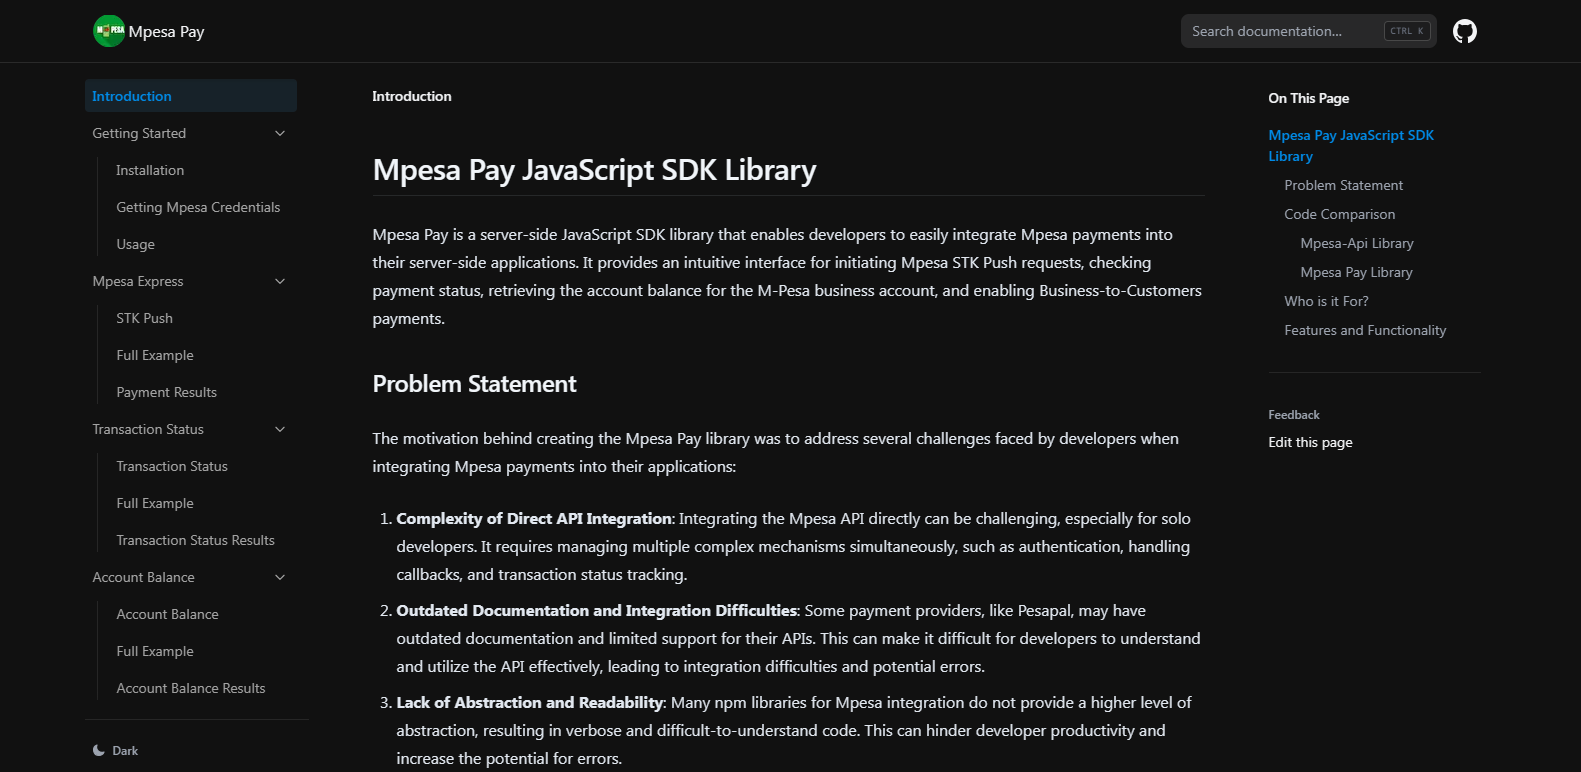 M PESA
Mpesa Pay
Search documentation...
CTRL K
Introduction
Getting Started
Installation
Getting Mpesa Credentials
Usage
Mpesa Express
STK Push
Full Example
Payment Results
Transaction Status
Transaction Status
Full Example
Transaction Status Results
Account Balance
Account Balance
Full Example
Account Balance Results
Dark
Introduction
Mpesa Pay JavaScript SDK Library
Mpesa Pay is a server-side JavaScript SDK library that enables developers to easily integrate Mpesa payments into
their server-side applications. It provides an intuitive interface for initiating Mpesa STK Push requests, checking
payment status, retrieving the account balance for the M-Pesa business account, and enabling Business-to-Customers
payments.
Problem Statement
The motivation behind creating the Mpesa Pay library was to address several challenges faced by developers when
integrating Mpesa payments into their applications:
1. Complexity of Direct API Integration: Integrating the Mpesa API directly can be challenging, especially for solo
developers. It requires managing multiple complex mechanisms simultaneously, such as authentication, handling
callbacks, and transaction status tracking.
2. Outdated Documentation and Integration Difficulties: Some payment providers, like Pesapal, may have
outdated documentation and limited support for their APIs. This can make it difficult for developers to understand
and utilize the API effectively, leading to integration difficulties and potential errors.
3. Lack of Abstraction and Readability: Many npm libraries for Mpesa integration do not provide a higher level of
abstraction, resulting in verbose and difficult-to-understand code. This can hinder developer productivity and
increase the potential for errors.
On This Page
Mpesa Pay JavaScript SDK
Library
Problem Statement
Code Comparison
Mpesa-Api Library
Mpesa Pay Library
Who is it For?
Features and Functionality
Feedback
Edit this page